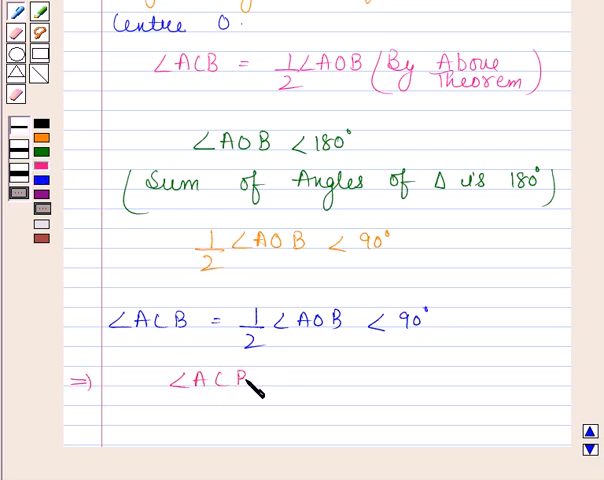 Centre O.
∠ACB = 1/2 ∠AOB (By Above Theorem)
∠AOB < 180°
(Sum of Angles of Δ is 180°)
1/2 ∠AOB < 90°
∠ACB = 1/2 ∠AOB < 90°
⇒ ∠AC